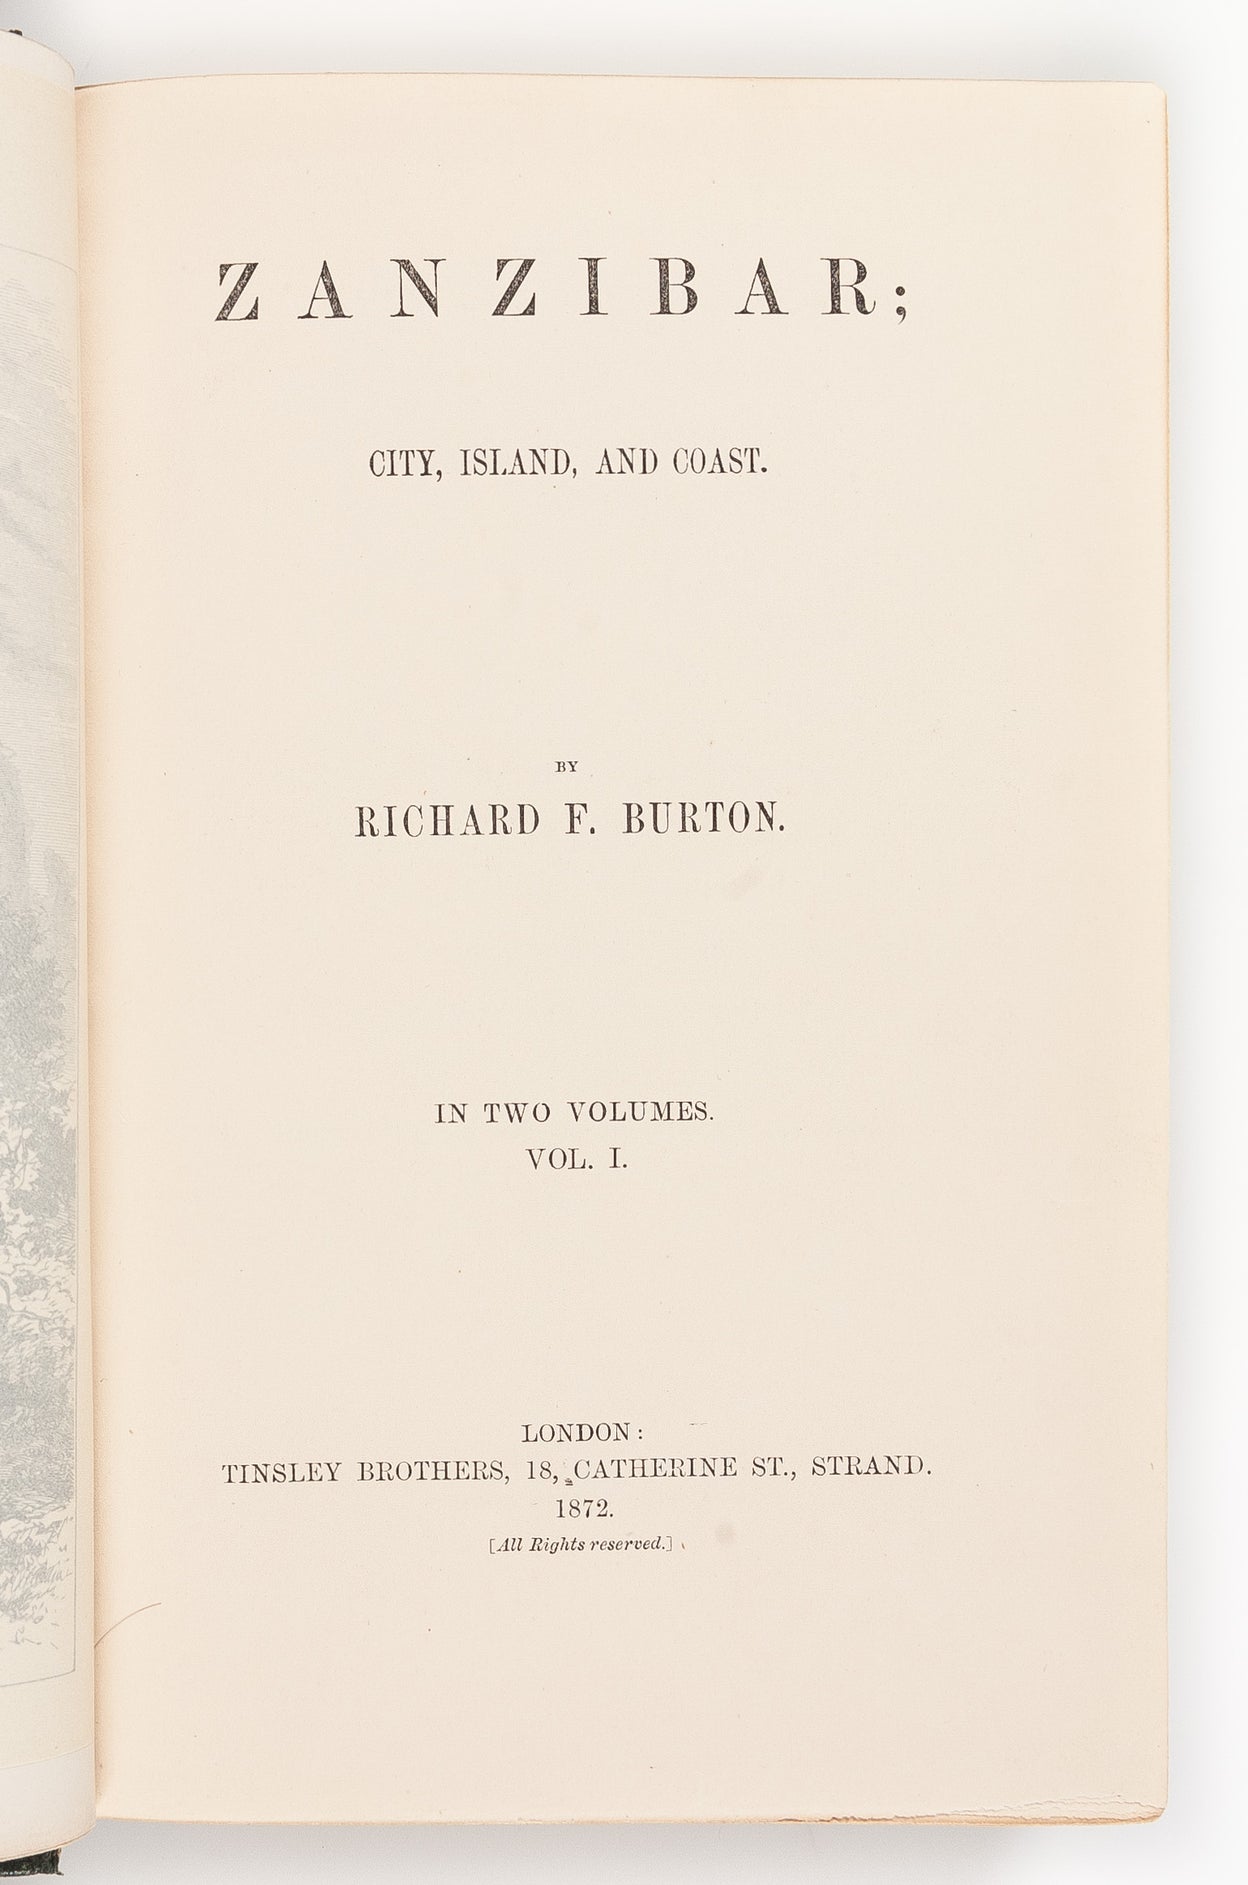 ZANZIBAR;
CITY, ISLAND, AND COAST.
BY
RICHARD F. BURTON.
IN TWO VOLUMES.
VOL. I.
LONDON:
TINSLEY BROTHERS, 18, CATHERINE ST., STRAND.
1872.
[All Rights reserved.]